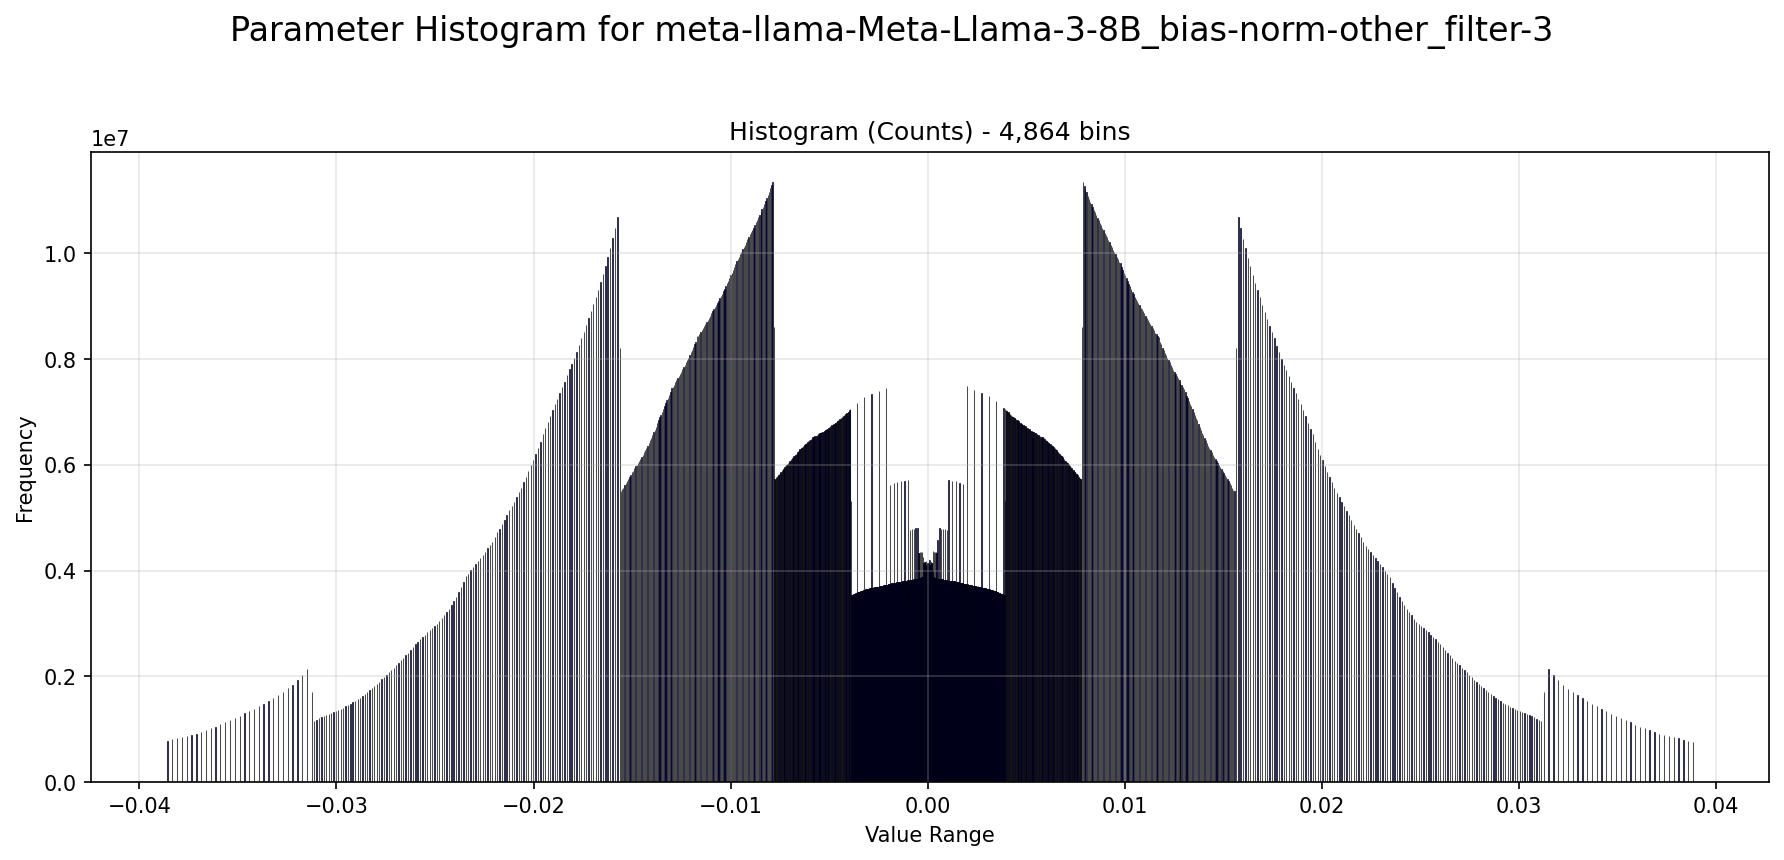 Parameter Histogram for meta-llama-Meta-Llama-3-8B_bias-norm-other_filter-3
Histogram (Counts) - 4,864 bins
1e7
1.0
0.8
0.6
0.4
0.2
0.0
Frequency
−0.04 −0.03 −0.02 −0.01 0.00 0.01 0.02 0.03 0.04
Value Range